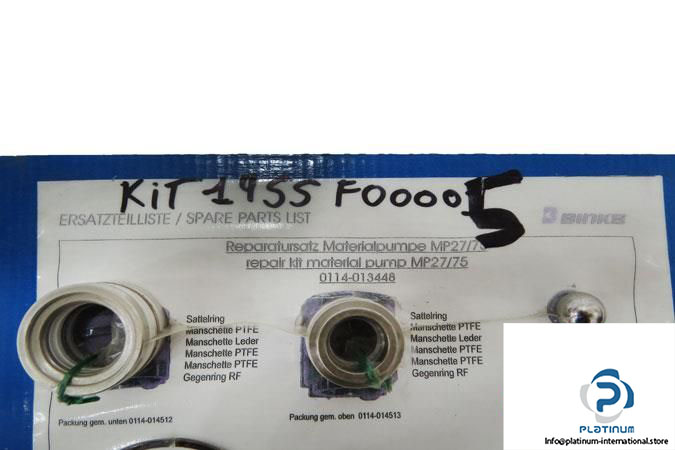 KiT 1955 F00005
ERSATZTEILLISTE / SPARE PARTS LIST
BINKS
Reparatursatz Materialpumpe MP27/75
repair kit material pump MP27/75
0114-013448
Sattelring
Manschette PTFE
Manschette Leder
Manschette PTFE
Manschette PTFE
Gegenring RF
Packung gem. unten 0114-014512
Sattelring
Manschette PTFE
Manschette Leder
Manschette PTFE
Manschette PTFE
Gegenring RF
Packung gem. oben 0114-014513
PLATINUM
Info@platinum-international.store